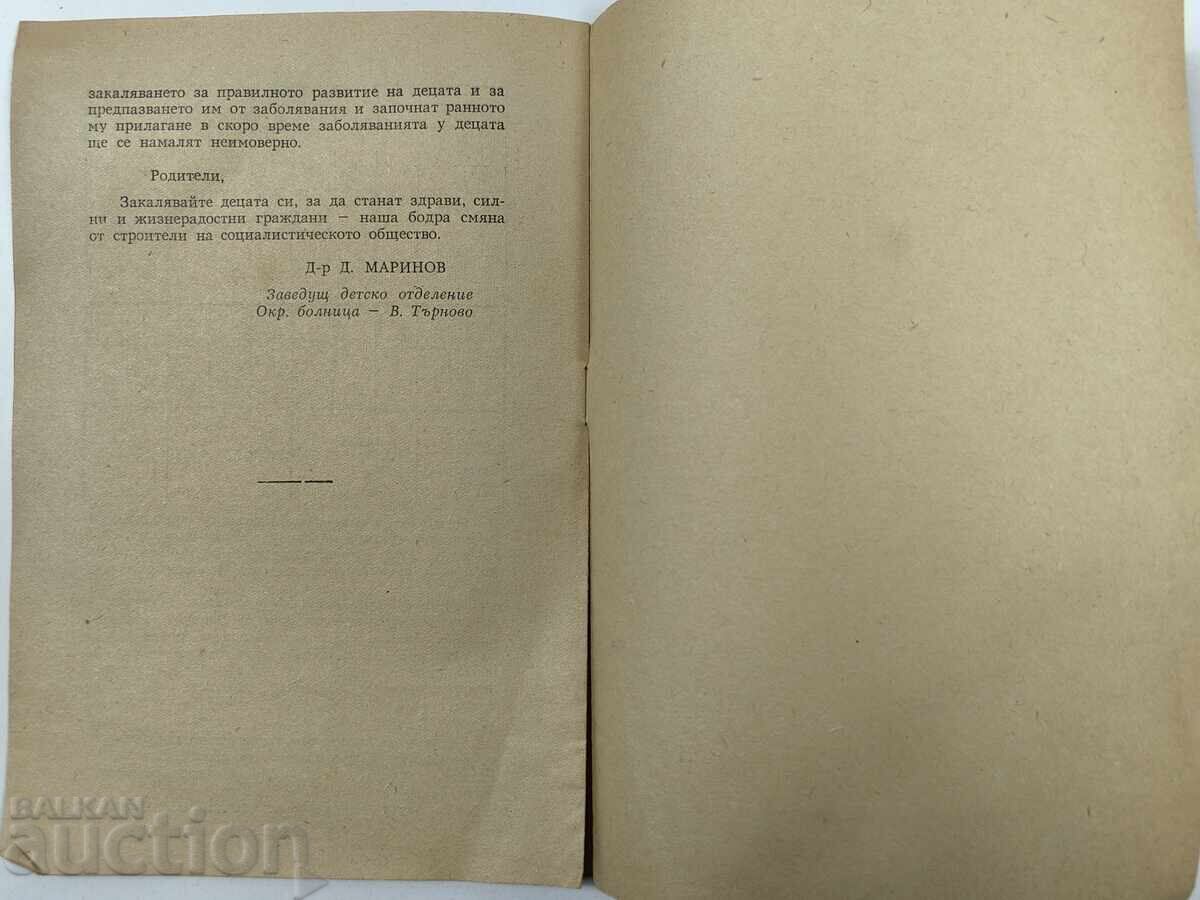 закаляването за правилното развитие на децата и за
предпазването им от заболявания и започнат ранното
му прилагане в скоро време заболяванията у децата
ще се намалят неимоверно.
Родители,
Закалявайте децата си, за да станат здрави, сил-
ни и жизнерадостни граждани — наша бодра смяна
от строители на социалистическото общество.
Д-р Д. МАРИНОВ
Заведущ детско отделение
Окр. болница — В. Търново
BALKAN
auction